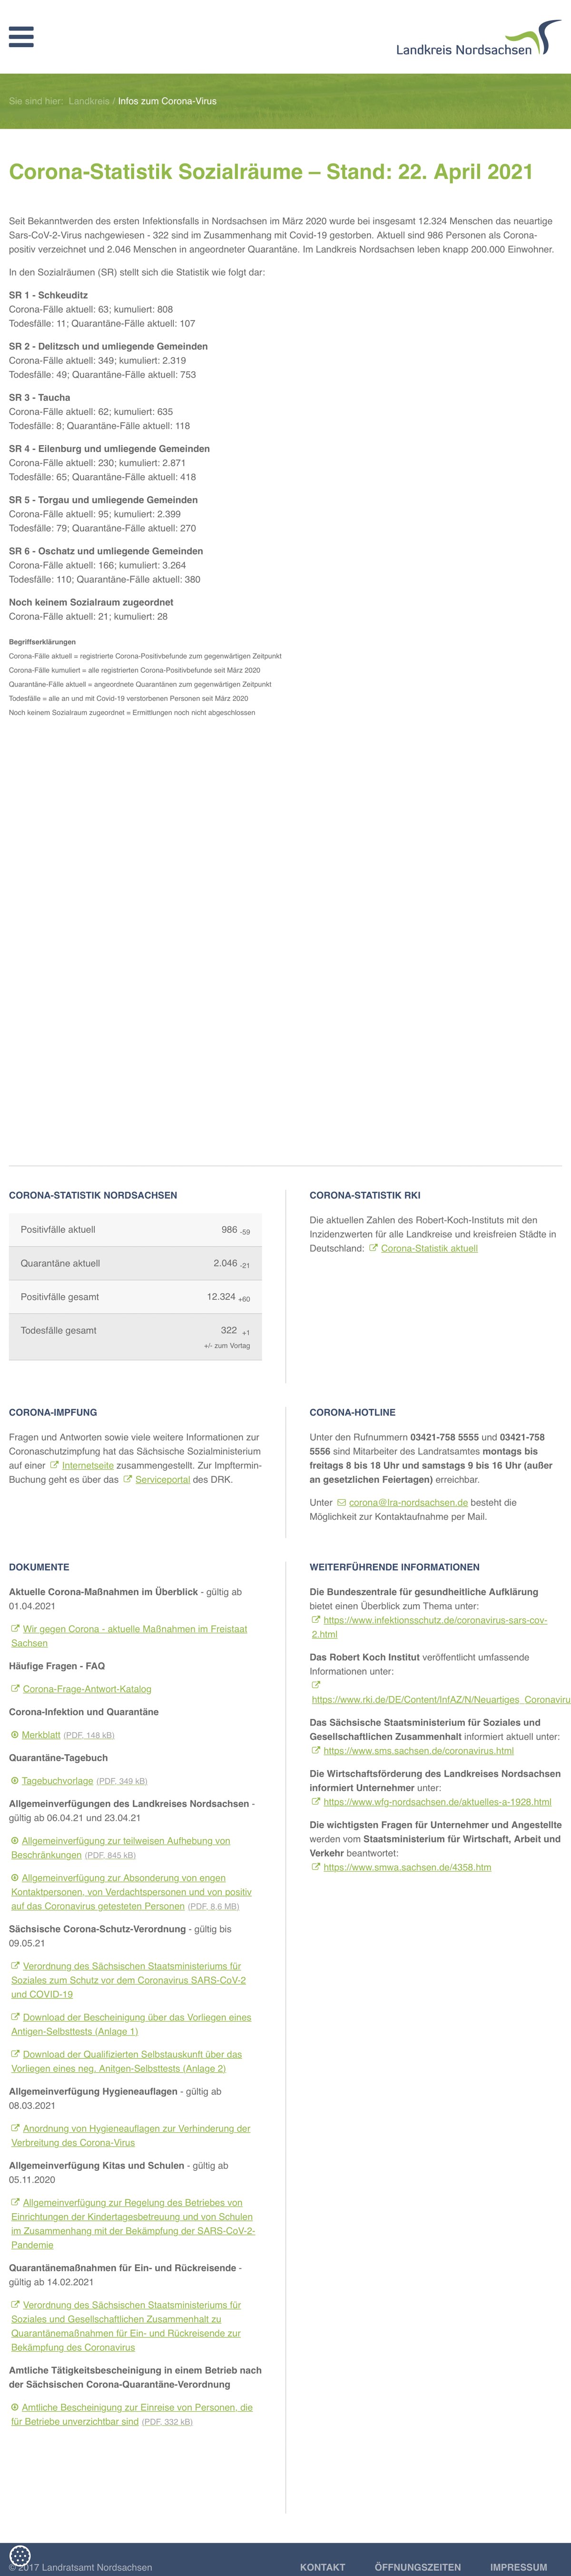 Landkreis Nordsachsen
Sie sind hier: Landkreis / Infos zum Corona-Virus
Corona-Statistik Sozialräume – Stand: 22. April 2021
Seit Bekanntwerden des ersten Infektionsfalls in Nordsachsen im März 2020 wurde bei insgesamt 12.324 Menschen das neuartige
Sars-CoV-2-Virus nachgewiesen - 322 sind im Zusammenhang mit Covid-19 gestorben. Aktuell sind 986 Personen als Corona-
positiv verzeichnet und 2.046 Menschen in angeordneter Quarantäne. Im Landkreis Nordsachsen leben knapp 200.000 Einwohner.
In den Sozialräumen (SR) stellt sich die Statistik wie folgt dar:
SR 1 - Schkeuditz
Corona-Fälle aktuell: 63; kumuliert: 808
Todesfälle: 11; Quarantäne-Fälle aktuell: 107
SR 2 - Delitzsch und umliegende Gemeinden
Corona-Fälle aktuell: 349; kumuliert: 2.319
Todesfälle: 49; Quarantäne-Fälle aktuell: 753
SR 3 - Taucha
Corona-Fälle aktuell: 62; kumuliert: 635
Todesfälle: 8; Quarantäne-Fälle aktuell: 118
SR 4 - Eilenburg und umliegende Gemeinden
Corona-Fälle aktuell: 230; kumuliert: 2.871
Todesfälle: 65; Quarantäne-Fälle aktuell: 418
SR 5 - Torgau und umliegende Gemeinden
Corona-Fälle aktuell: 95; kumuliert: 2.399
Todesfälle: 79; Quarantäne-Fälle aktuell: 270
SR 6 - Oschatz und umliegende Gemeinden
Corona-Fälle aktuell: 166; kumuliert: 3.264
Todesfälle: 110; Quarantäne-Fälle aktuell: 380
Noch keinem Sozialraum zugeordnet
Corona-Fälle aktuell: 21; kumuliert: 28
Begriffserklärungen
Corona-Fälle aktuell = registrierte Corona-Positivbefunde zum gegenwärtigen Zeitpunkt
Corona-Fälle kumuliert = alle registrierten Corona-Positivbefunde seit März 2020
Quarantäne-Fälle aktuell = angeordnete Quarantänen zum gegenwärtigen Zeitpunkt
Todesfälle = alle an und mit Covid-19 verstorbenen Personen seit März 2020
Noch keinem Sozialraum zugeordnet = Ermittlungen noch nicht abgeschlossen
CORONA-STATISTIK NORDSACHSEN
Positivfälle aktuell 986 -59
Quarantäne aktuell 2.046 -21
Positivfälle gesamt 12.324 +60
Todesfälle gesamt 322 +1
+/- zum Vortag
CORONA-STATISTIK RKI
Die aktuellen Zahlen des Robert-Koch-Instituts mit den
Inzidenzwerten für alle Landkreise und kreisfreien Städte in
Deutschland: Corona-Statistik aktuell
CORONA-IMPFUNG
Fragen und Antworten sowie viele weitere Informationen zur
Coronaschutzimpfung hat das Sächsische Sozialministerium
auf einer Internetseite zusammengestellt. Zur Impftermin-
Buchung geht es über das Serviceportal des DRK.
CORONA-HOTLINE
Unter den Rufnummern 03421-758 5555 und 03421-758
5556 sind Mitarbeiter des Landratsamtes montags bis
freitags 8 bis 18 Uhr und samstags 9 bis 16 Uhr (außer
an gesetzlichen Feiertagen) erreichbar.
Unter corona@lra-nordsachsen.de besteht die
Möglichkeit zur Kontaktaufnahme per Mail.
DOKUMENTE
Aktuelle Corona-Maßnahmen im Überblick - gültig ab
01.04.2021
Wir gegen Corona - aktuelle Maßnahmen im Freistaat
Sachsen
Häufige Fragen - FAQ
Corona-Frage-Antwort-Katalog
Corona-Infektion und Quarantäne
Merkblatt (PDF, 148 kB)
Quarantäne-Tagebuch
Tagebuchvorlage (PDF, 349 kB)
Allgemeinverfügungen des Landkreises Nordsachsen -
gültig ab 06.04.21 und 23.04.21
Allgemeinverfügung zur teilweisen Aufhebung von
Beschränkungen (PDF, 845 kB)
Allgemeinverfügung zur Absonderung von engen
Kontaktpersonen, von Verdachtspersonen und von positiv
auf das Coronavirus getesteten Personen (PDF, 8,6 MB)
Sächsische Corona-Schutz-Verordnung - gültig bis
09.05.21
Verordnung des Sächsischen Staatsministeriums für
Soziales zum Schutz vor dem Coronavirus SARS-CoV-2
und COVID-19
Download der Bescheinigung über das Vorliegen eines
Antigen-Selbsttests (Anlage 1)
Download der Qualifizierten Selbstauskunft über das
Vorliegen eines neg. Anitgen-Selbsttests (Anlage 2)
Allgemeinverfügung Hygieneauflagen - gültig ab
08.03.2021
Anordnung von Hygieneauflagen zur Verhinderung der
Verbreitung des Corona-Virus
Allgemeinverfügung Kitas und Schulen - gültig ab
05.11.2020
Allgemeinverfügung zur Regelung des Betriebes von
Einrichtungen der Kindertagesbetreuung und von Schulen
im Zusammenhang mit der Bekämpfung der SARS-CoV-2-
Pandemie
Quarantänemaßnahmen für Ein- und Rückreisende -
gültig ab 14.02.2021
Verordnung des Sächsischen Staatsministeriums für
Soziales und Gesellschaftlichen Zusammenhalt zu
Quarantänemaßnahmen für Ein- und Rückreisende zur
Bekämpfung des Coronavirus
Amtliche Tätigkeitsbescheinigung in einem Betrieb nach
der Sächsischen Corona-Quarantäne-Verordnung
Amtliche Bescheinigung zur Einreise von Personen, die
für Betriebe unverzichtbar sind (PDF, 332 kB)
WEITERFÜHRENDE INFORMATIONEN
Die Bundeszentrale für gesundheitliche Aufklärung
bietet einen Überblick zum Thema unter:
https://www.infektionsschutz.de/coronavirus-sars-cov-
2.html
Das Robert Koch Institut veröffentlicht umfassende
Informationen unter:
https://www.rki.de/DE/Content/InfAZ/N/Neuartiges_Coronaviru
Das Sächsische Staatsministerium für Soziales und
Gesellschaftlichen Zusammenhalt informiert aktuell unter:
https://www.sms.sachsen.de/coronavirus.html
Die Wirtschaftsförderung des Landkreises Nordsachsen
informiert Unternehmer unter:
https://www.wfg-nordsachsen.de/aktuelles-a-1928.html
Die wichtigsten Fragen für Unternehmer und Angestellte
werden vom Staatsministerium für Wirtschaft, Arbeit und
Verkehr beantwortet:
https://www.smwa.sachsen.de/4358.htm
© 2017 Landratsamt Nordsachsen
KONTAKT ÖFFNUNGSZEITEN IMPRESSUM